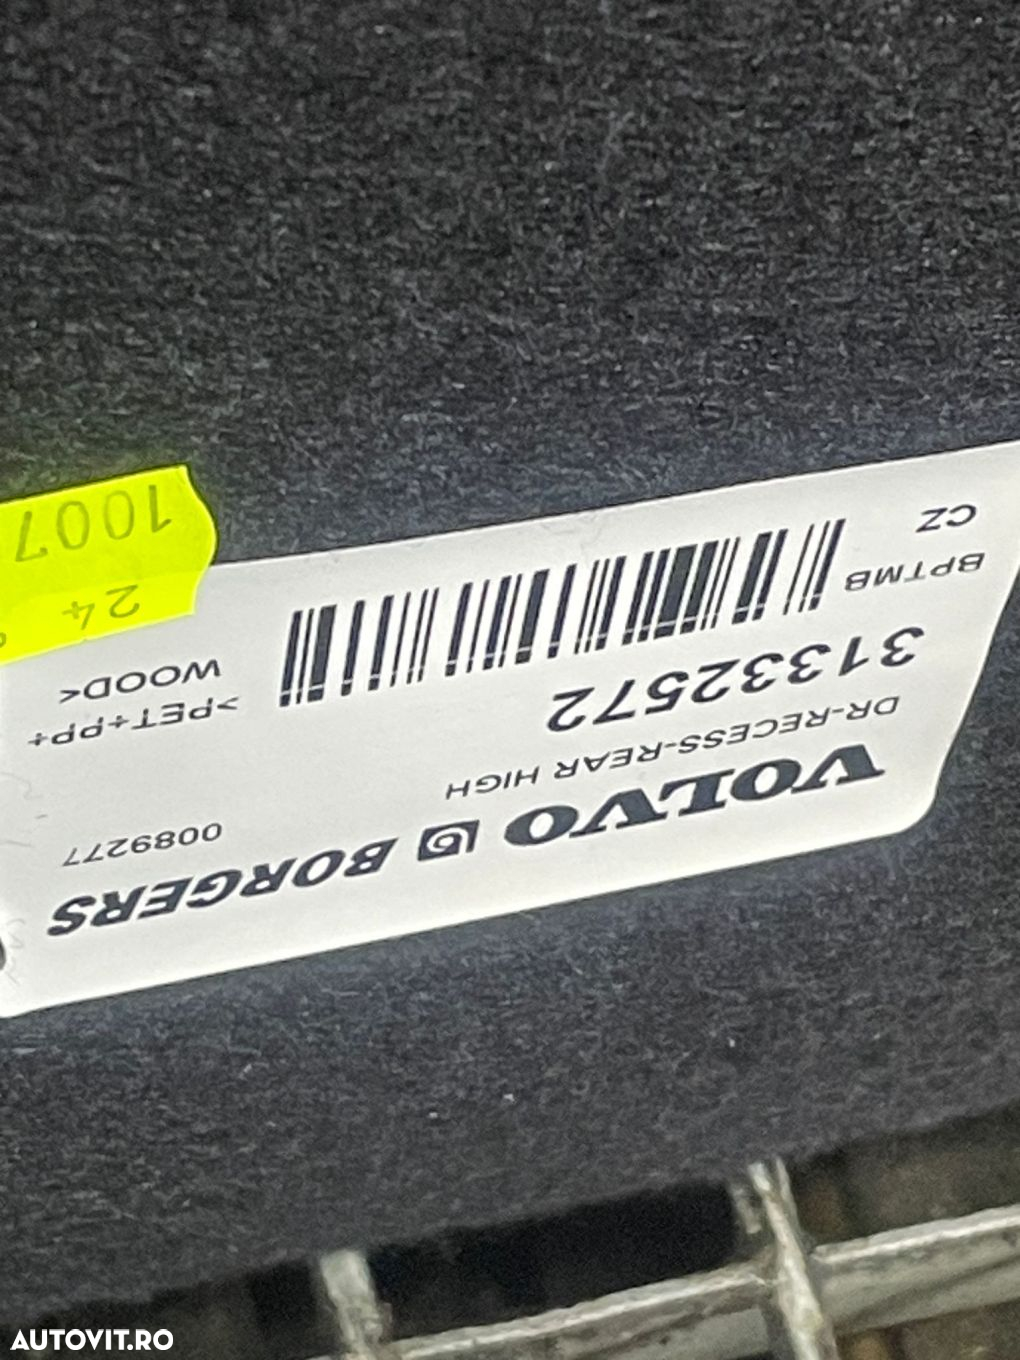 VOLVO BORGERS
DR-RECESS-REAR HIGH
0089277
31332572
>PET+PP+
WOOD<
BPTMB
CZ
24
1007
AUTOVIT.RO